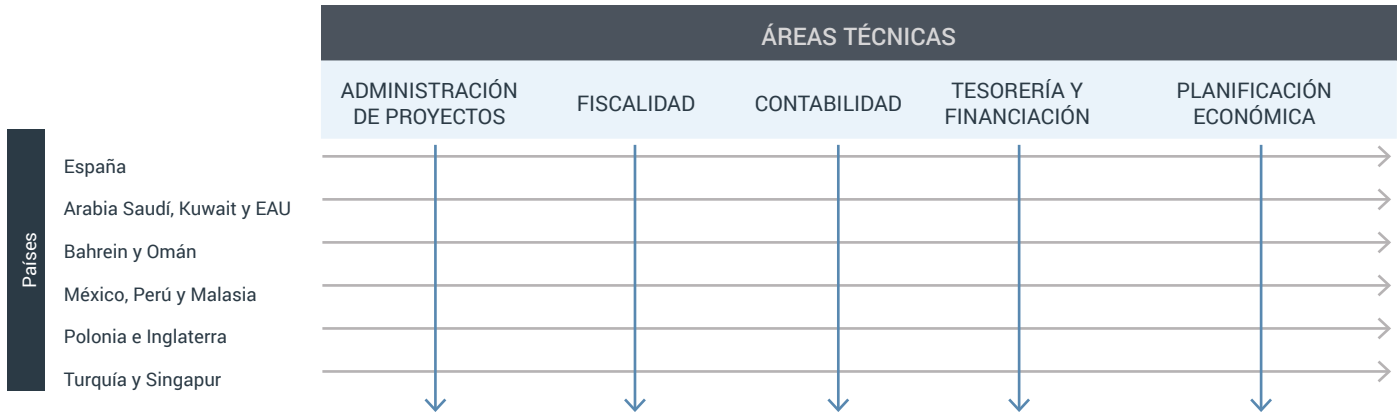 ÁREAS TÉCNICAS
ADMINISTRACIÓN
DE PROYECTOS
FISCALIDAD
CONTABILIDAD
TESORERÍA Y
FINANCIACIÓN
PLANIFICACIÓN
ECONÓMICA
Países
España
Arabia Saudí, Kuwait y EAU
Bahrein y Omán
México, Perú y Malasia
Polonia e Inglaterra
Turquía y Singapur